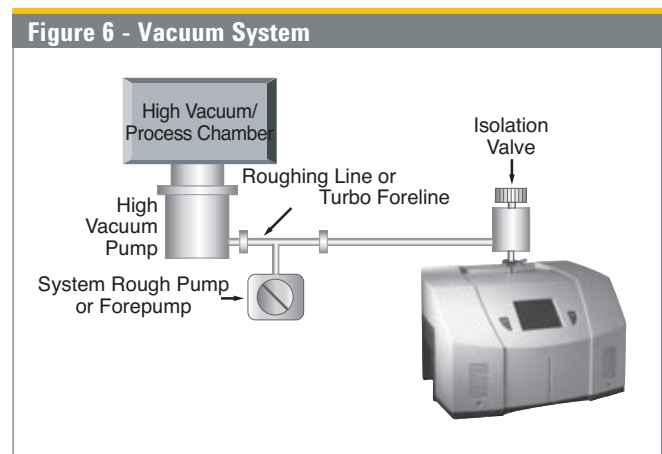 Figure 6 - Vacuum System
High Vacuum/
Process Chamber
Isolation
Valve
Roughing Line or
Turbo Foreline
High
Vacuum
Pump
System Rough Pump
or Forepump